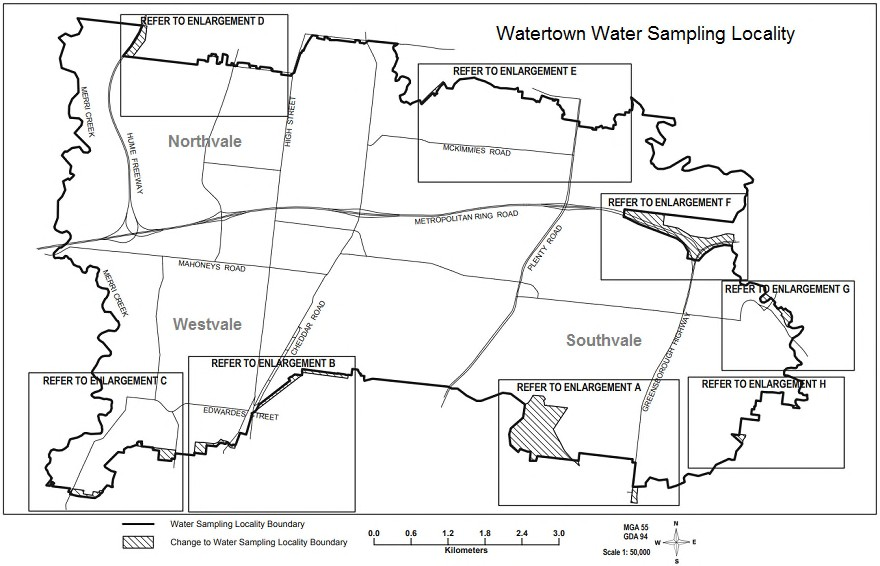 REFER TO ENLARGEMENT D
Watertown Water Sampling Locality
REFER TO ENLARGEMENT E
MERRI CREEK
HUME FREEWAY
HIGH STREET
Northvale
MCKIMMIES ROAD
REFER TO ENLARGEMENT F
METROPOLITAN RING ROAD
PLENTY ROAD
MAHONEYS ROAD
MERRI CREEK
REFER TO ENLARGEMENT G
Westvale
CHEDDAR ROAD
Southvale
GREENSBOROUGH HIGHWAY
REFER TO ENLARGEMENT B
REFER TO ENLARGEMENT C
REFER TO ENLARGEMENT A
REFER TO ENLARGEMENT H
EDWARDES STREET
Water Sampling Locality Boundary
Change to Water Sampling Locality Boundary
0.0 0.6 1.2 1.8 2.4 3.0
Kilometers
MGA 55
GDA 94
Scale 1: 50,000
N
W E
S